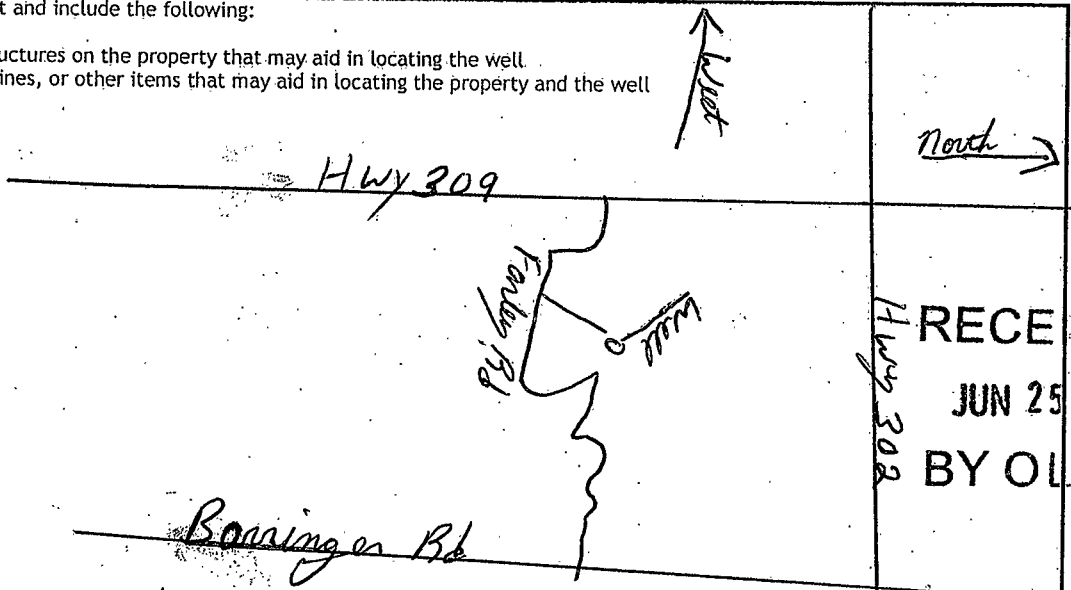 t and include the following:
uctures on the property that may aid in locating the well.
ines, or other items that may aid in locating the property and the well
West
North
Hwy 309
Farley Rd
Well
Hwy 302
RECE
JUN 25
BY OL
Barringer Rd